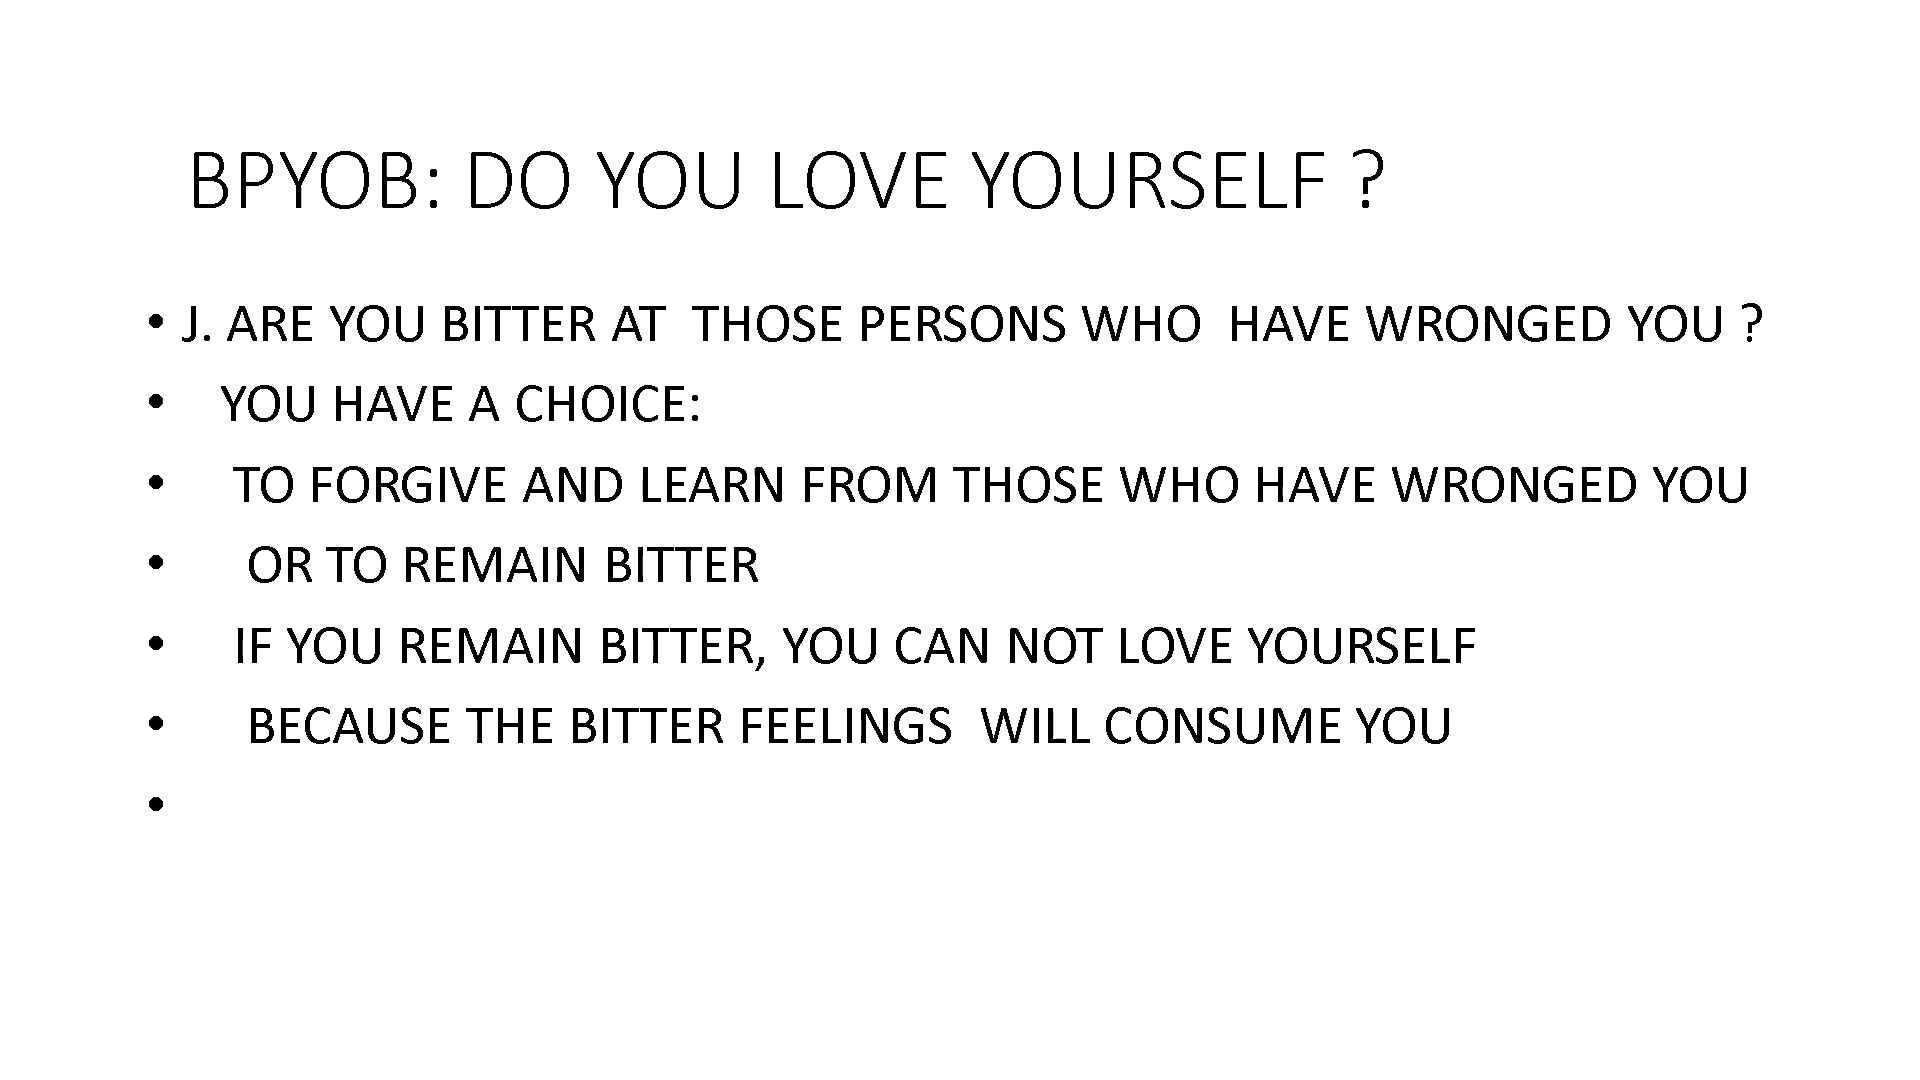 BPYOB: DO YOU LOVE YOURSELF ?
• J. ARE YOU BITTER AT  THOSE PERSONS WHO  HAVE WRONGED YOU ?
•    YOU HAVE A CHOICE:
•     TO FORGIVE AND LEARN FROM THOSE WHO HAVE WRONGED YOU
•      OR TO REMAIN BITTER
•     IF YOU REMAIN BITTER, YOU CAN NOT LOVE YOURSELF
•      BECAUSE THE BITTER FEELINGS  WILL CONSUME YOU
•